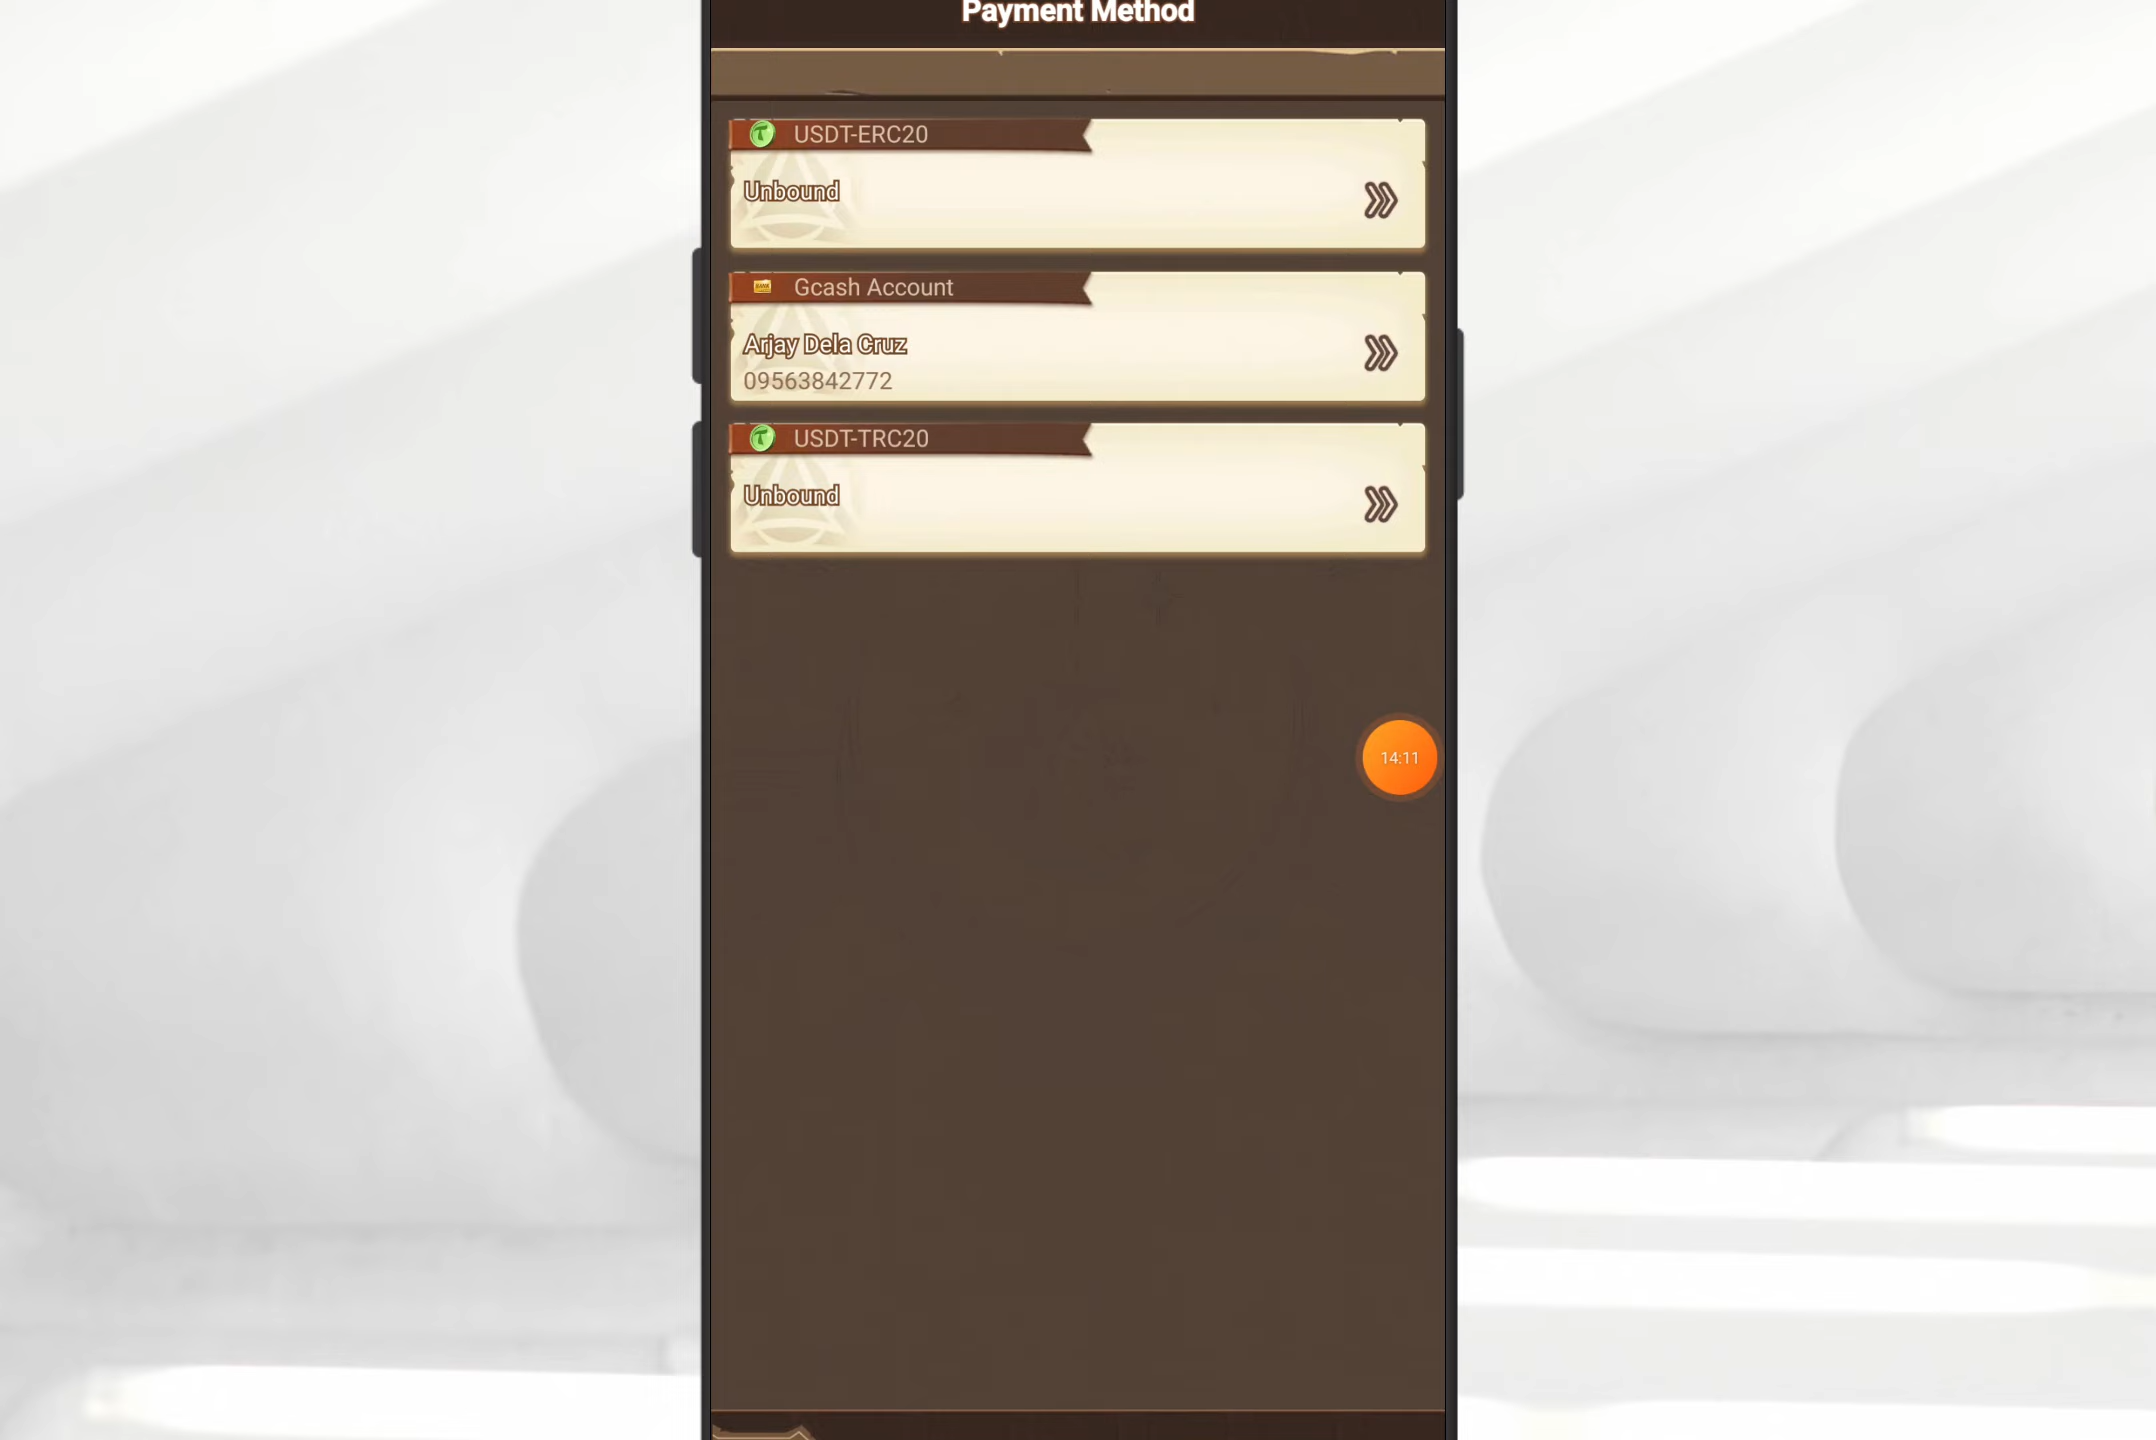 Payment Method
USDT-ERC20
Unbound
Gcash Account
Arjay Dela Cruz
09563842772
USDT-TRC20
Unbound
14:11